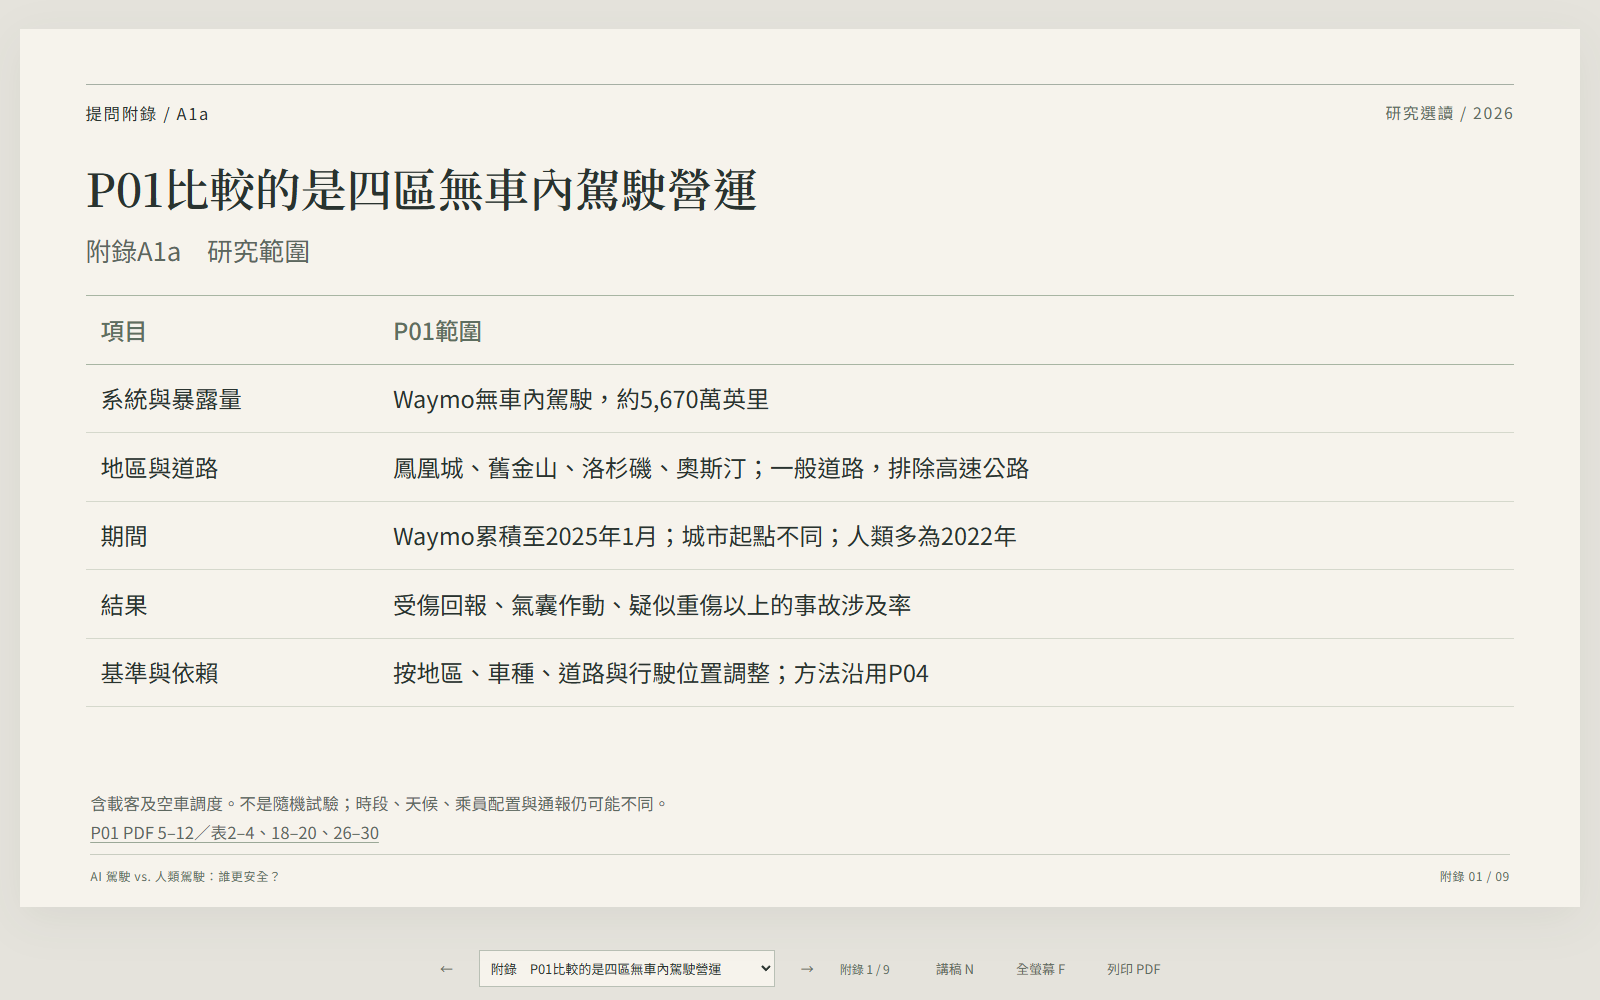 提問附錄 / A1a
研究選讀 / 2026
P01比較的是四區無車內駕駛營運
附錄A1a　研究範圍
項目　P01範圍
系統與暴露量　Waymo無車內駕駛，約5,670萬英里
地區與道路　鳳凰城、舊金山、洛杉磯、奧斯汀；一般道路，排除高速公路
期間　Waymo累積至2025年1月；城市起點不同；人類多為2022年
結果　受傷回報、氣囊作動、疑似重傷以上的事故涉及率
基準與依賴　按地區、車種、道路與行駛位置調整；方法沿用P04
含載客及空車調度。不是隨機試驗；時段、天候、乘員配置與通報仍可能不同。
P01 PDF 5–12／表2–4、18–20、26–30
AI 駕駛 vs. 人類駕駛：誰更安全？
附錄 01 / 09
← 附錄　P01比較的是四區無車內駕駛營運 → 附錄 1 / 9　講稿 N　全螢幕 F　列印 PDF